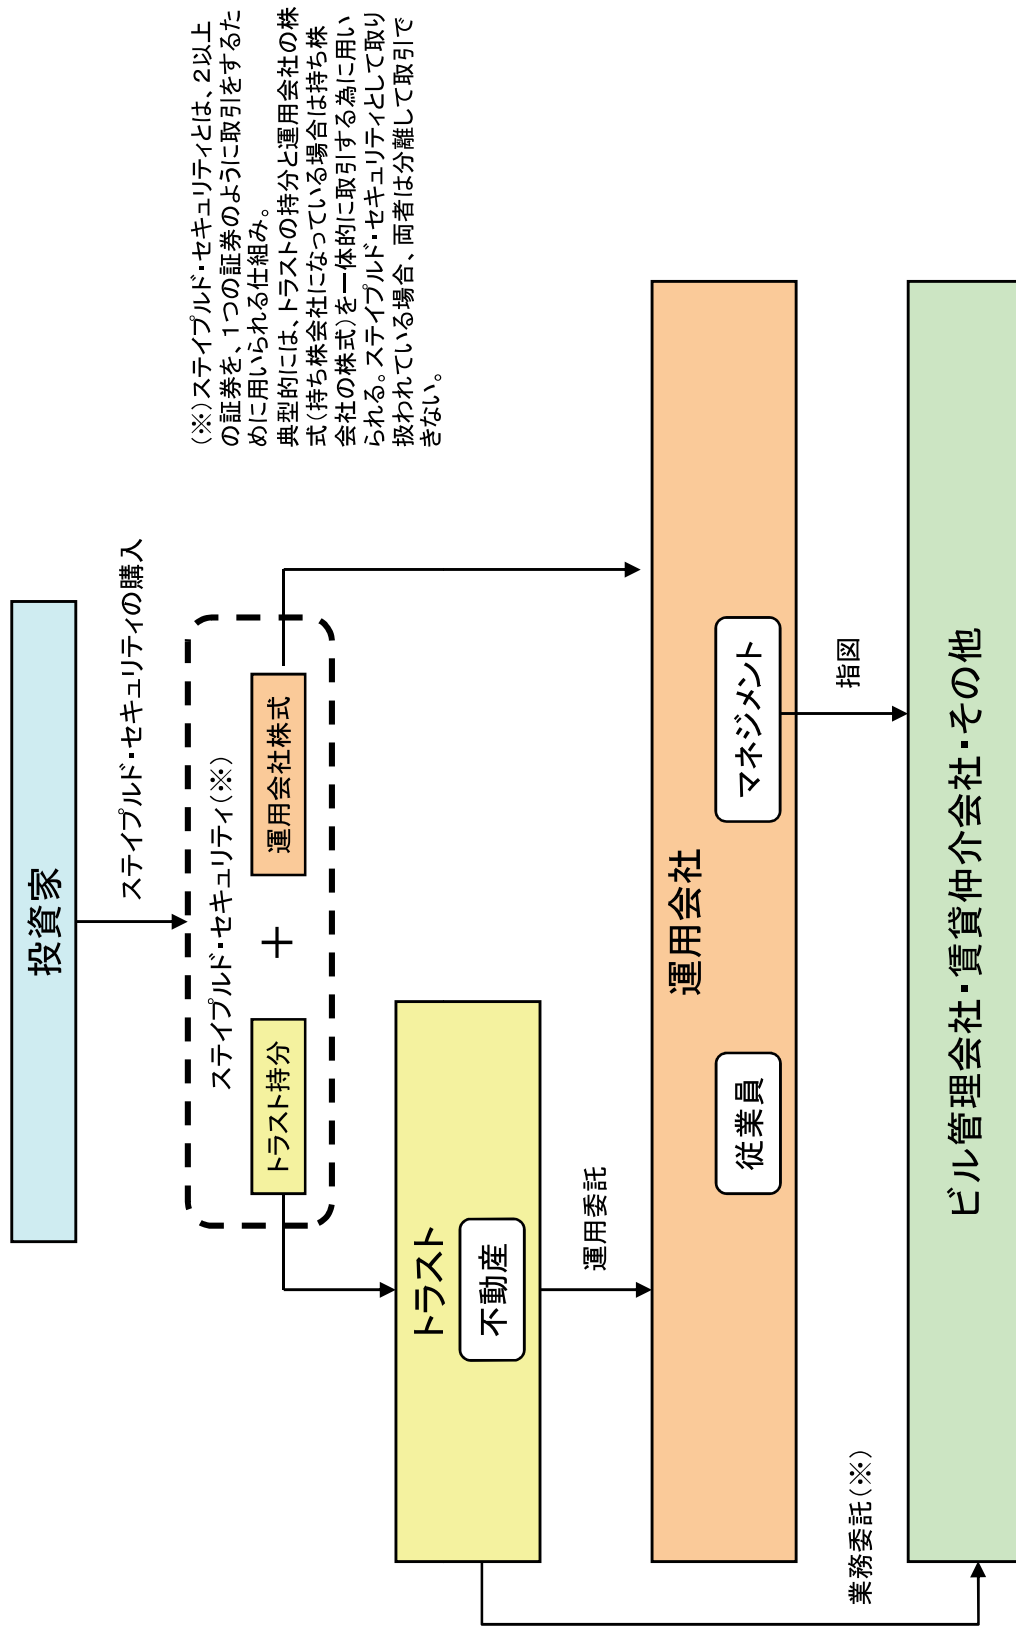 投資家
ステイプルド・セキュリティの購入
(※)ステイプルド・セキュリティとは、２以上
の証券を、１つの証券のように取引をするた
めに用いられる仕組み。
典型的には、トラストの持分と運用会社の株
式(持ち株会社になっている場合は持ち株
会社の株式)を一体的に取引する為に用い
られる。ステイプルド・セキュリティとして取り
扱われている場合、両者は分離して取引で
きない。
ステイプルド・セキュリティ(※)
トラスト持分
＋
運用会社株式
トラスト
不動産
運用委託
運用会社
従業員
マネジメント
業務委託(※)
指図
ビル管理会社・賃貸仲介会社・その他